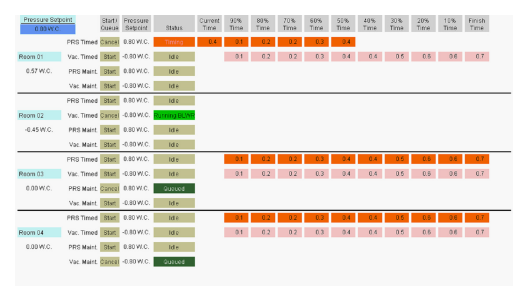 Pressure Setpoint Start/ Pressure Current 90% 80% 70% 60% 50% 40% 30% 20% 10% Finish
Queue Setpoint Status Time Time Time Time Time Time Time Time Time Time Time
PRS Timed Cancel 0.80 W.C. 0.4 0.1 0.2 0.2 0.3 0.4
Room 01 Vac. Timed Start -0.80 W.C. Idle 0.1 0.2 0.2 0.3 0.4 0.4 0.5 0.6 0.6 0.7
0.57 W.C. PRS Maint. Start 0.80 W.C. Idle
Vac. Maint. Start -0.80 W.C. Idle
PRS Timed Start 0.80 W.C. Idle
Room 02 Vac. Timed Cancel -0.80 W.C. Running
-0.45 W.C. PRS Maint. Start 0.80 W.C. Idle
Vac. Maint. Start -0.80 W.C. Idle
PRS Timed Start 0.80 W.C. Idle 0.1 0.2 0.2 0.3 0.4 0.4 0.5 0.6 0.6 0.7
Room 03 Vac. Timed Start -0.80 W.C. Idle 0.1 0.2 0.2 0.3 0.4 0.4 0.5 0.6 0.6 0.7
0.00 W.C. PRS Maint. Cancel 0.80 W.C. Queued
Vac. Maint. Start -0.80 W.C. Idle
PRS Timed Start 0.80 W.C. Idle 0.1 0.2 0.2 0.3 0.4 0.4 0.5 0.6 0.6 0.7
Room 04 Vac. Timed Start -0.80 W.C. Idle 0.1 0.2 0.2 0.3 0.4 0.4 0.5 0.6 0.6 0.7
0.00 W.C. PRS Maint. Start 0.80 W.C. Idle
Vac. Maint. Cancel -0.80 W.C. Queued